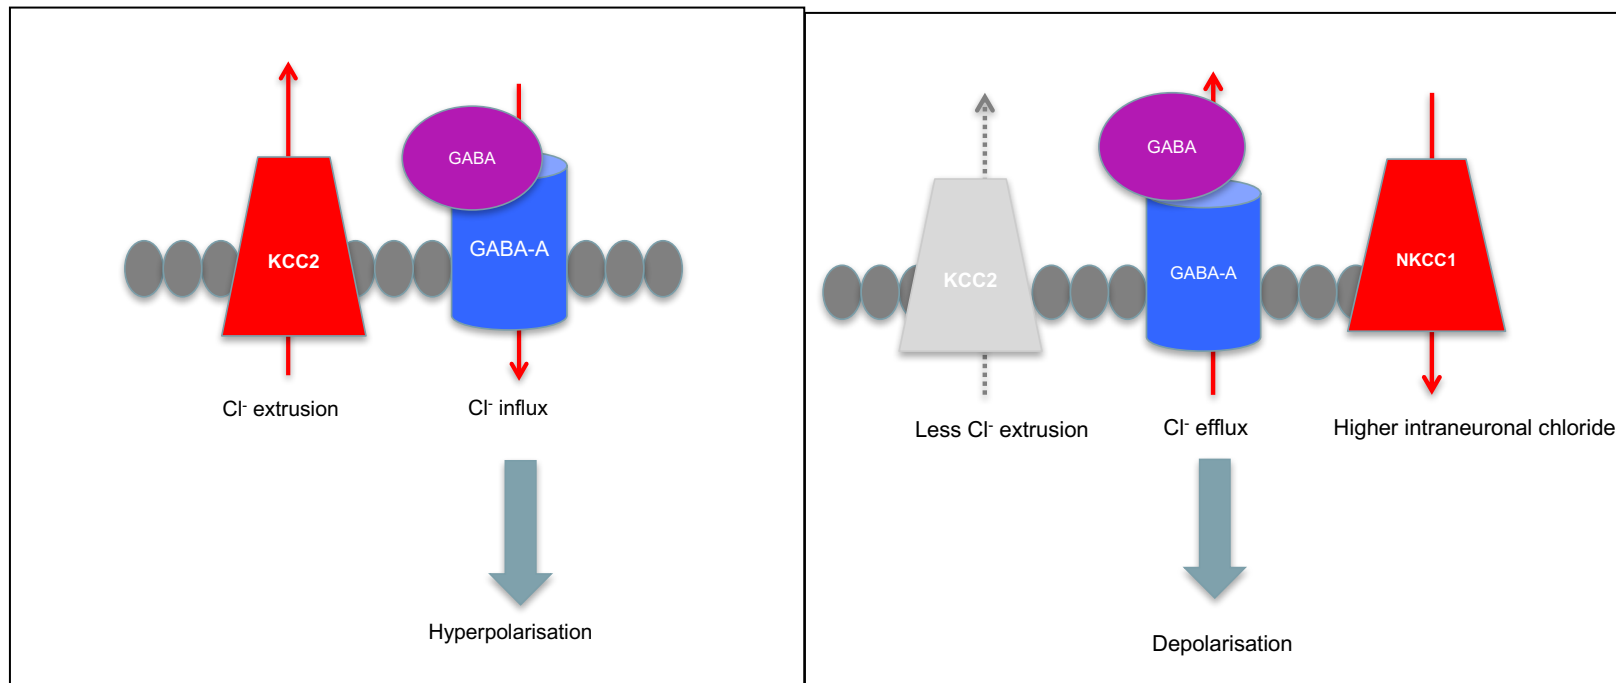 GABA
KCC2
GABA-A
Cl⁻ extrusion
Cl⁻ influx
Hyperpolarisation
GABA
KCC2
GABA-A
NKCC1
Less Cl⁻ extrusion
Cl⁻ efflux
Higher intraneuronal chloride
Depolarisation